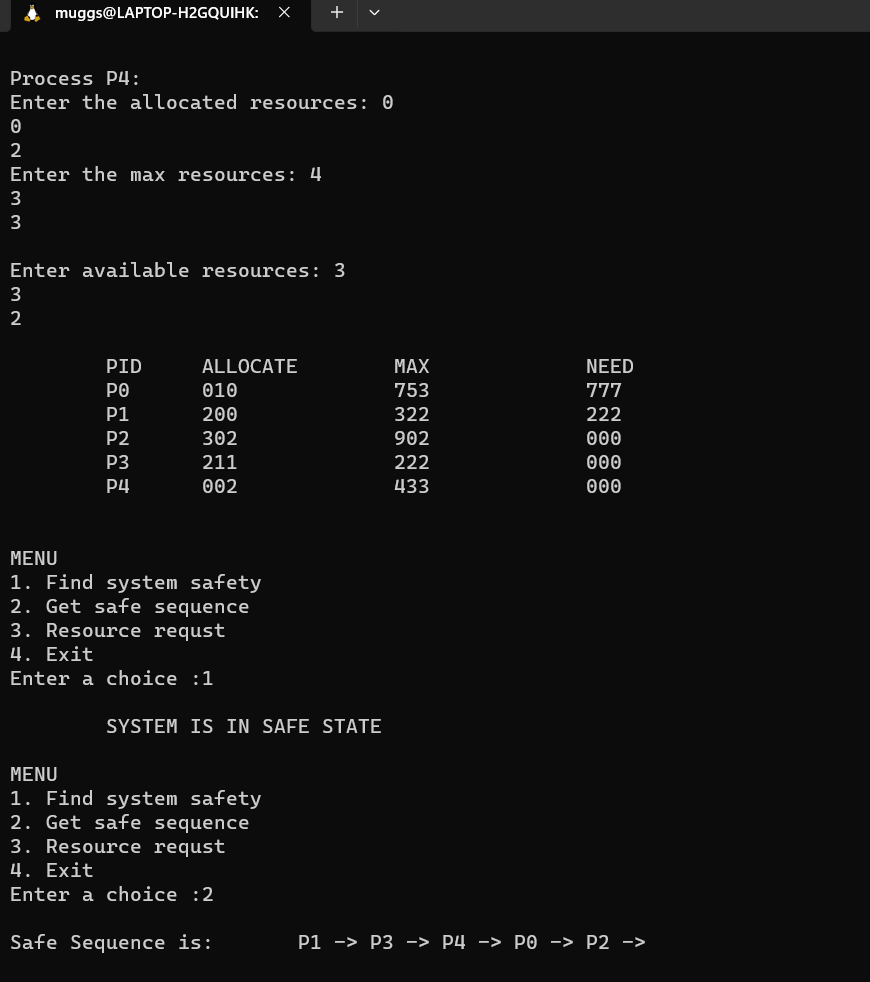 muggs@LAPTOP-H2GQUIHK:
Process P4:
Enter the allocated resources: 0
0
2
Enter the max resources: 4
3
3
Enter available resources: 3
3
2
PID ALLOCATE MAX NEED
P0 010 753 777
P1 200 322 222
P2 302 902 000
P3 211 222 000
P4 002 433 000
MENU
1. Find system safety
2. Get safe sequence
3. Resource requst
4. Exit
Enter a choice :1
SYSTEM IS IN SAFE STATE
MENU
1. Find system safety
2. Get safe sequence
3. Resource requst
4. Exit
Enter a choice :2
Safe Sequence is: P1 -> P3 -> P4 -> P0 -> P2 ->